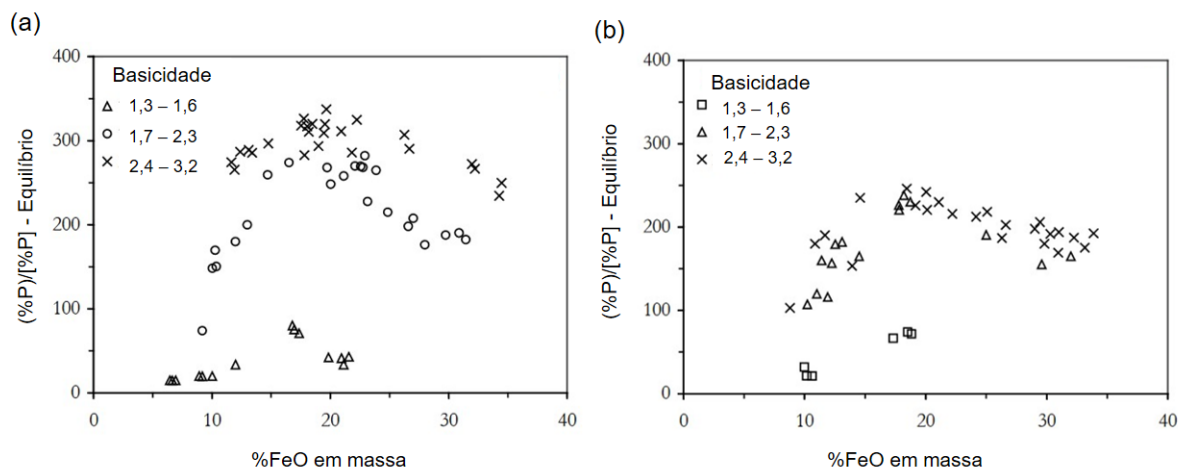 (a)
(%P)/[%P] - Equilíbrio
400
300
200
100
0
Basicidade
1,3 – 1,6
1,7 – 2,3
2,4 – 3,2
0 10 20 30 40
%FeO em massa
(b)
(%P)/[%P] - Equilíbrio
400
300
200
100
0
Basicidade
1,3 – 1,6
1,7 – 2,3
2,4 – 3,2
0 10 20 30 40
%FeO em massa